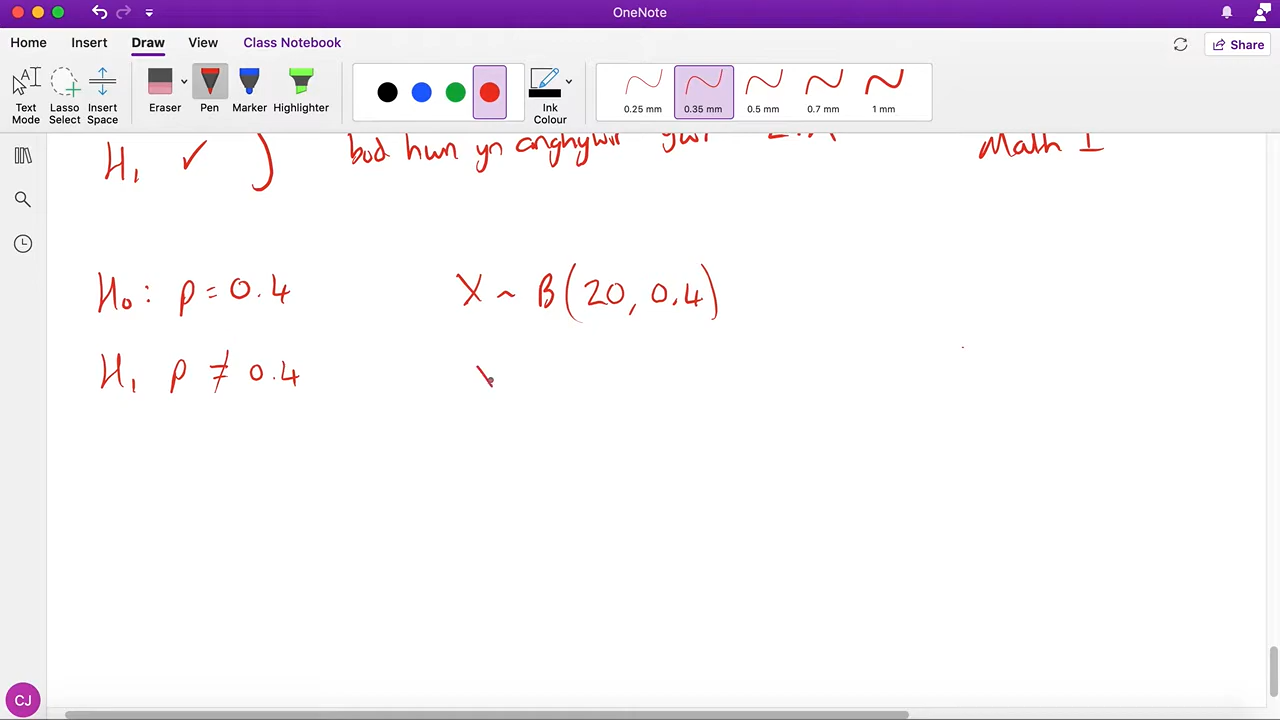 OneNote
Home Insert Draw View Class Notebook
Share
Text Mode
Lasso Select
Insert Space
Eraser
Pen
Marker
Highlighter
Ink Colour
0.25 mm
0.35 mm
0.5 mm
0.7 mm
1 mm
H₁ ✓ } bod hwn yn anghywir
Math I
H₀: p = 0.4 X ~ B(20, 0.4)
H₁ p ≠ 0.4
CJ